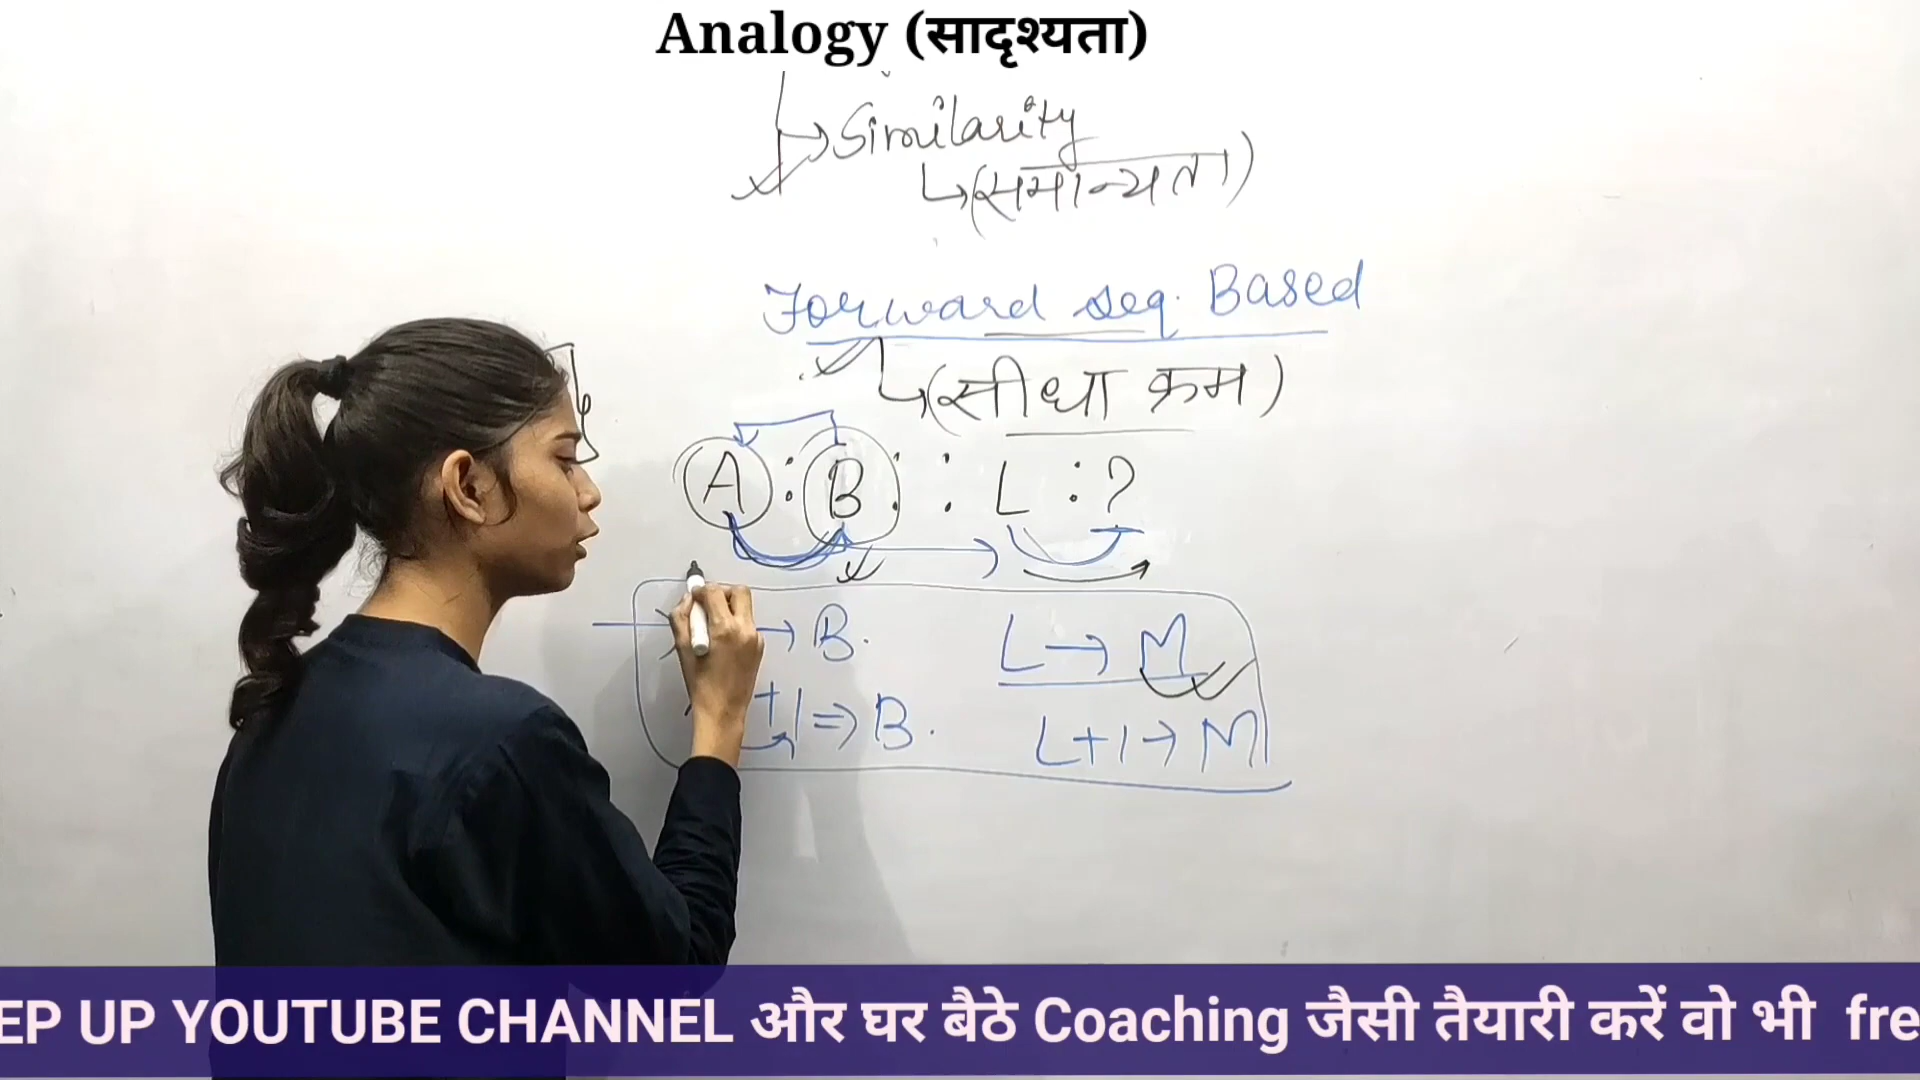 Analogy (सादृश्यता)
Similarity
(समान्यता)
Forward seq. Based
(सीधा क्रम)
A : B : : L : ?
→ B. L → M
+1 ⇒ B. L+1 → M
EP UP YOUTUBE CHANNEL और घर बैठे Coaching जैसी तैयारी करें वो भी fre